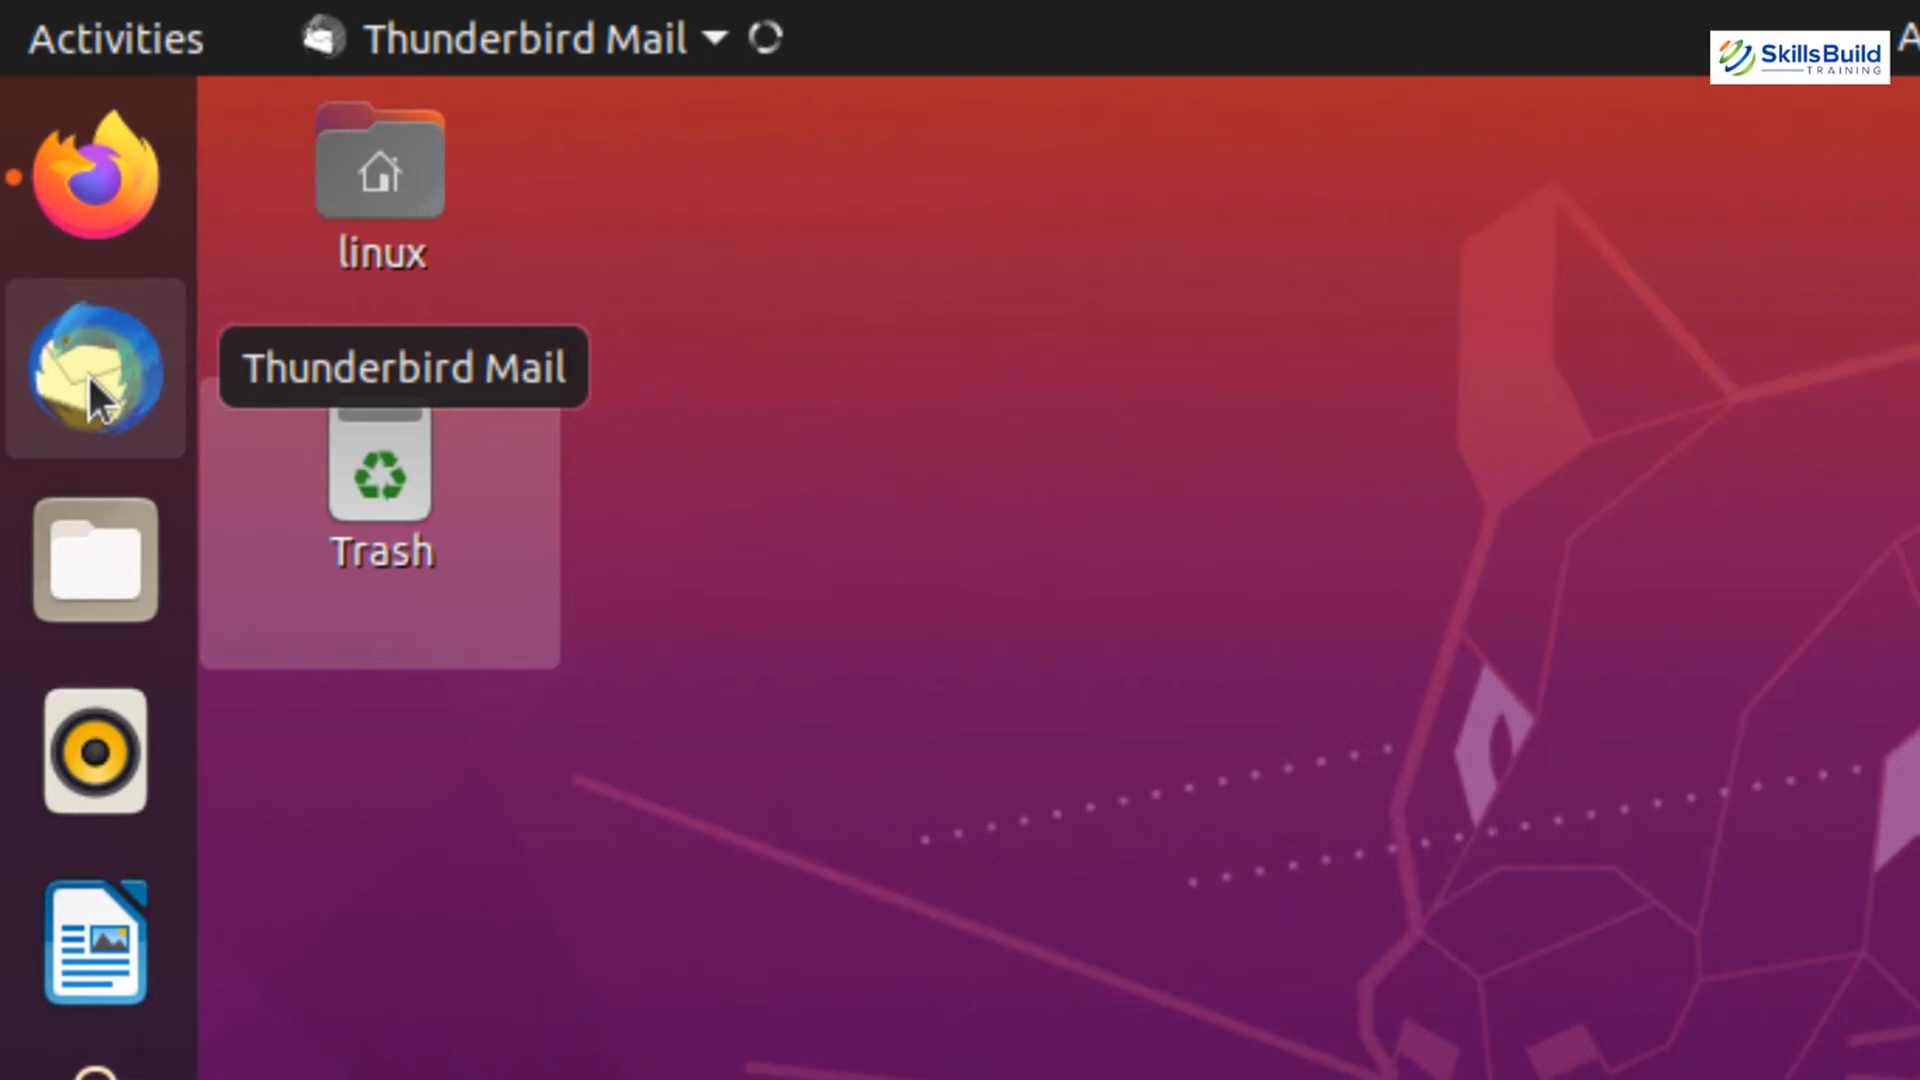 Activities
Thunderbird Mail
A
SkillsBuild
TRAINING
linux
Thunderbird Mail
Trash